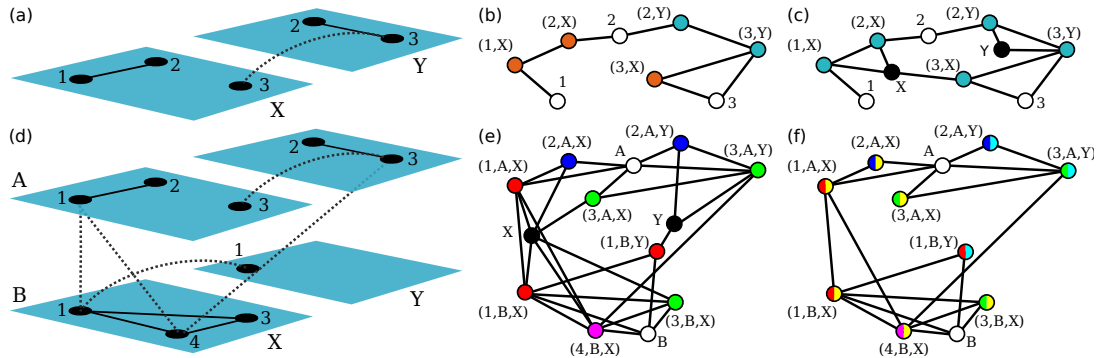 (a)
2
3
Y
1
2
3
X
(b)
(2,X)
2
(2,Y)
(1,X)
(3,Y)
(3,X)
1
3
(c)
(2,X)
2
(2,Y)
(1,X)
Y
(3,Y)
(3,X)
1
X
3
(d)
2
3
A
1
2
3
1
B
1
3
4
X
Y
(e)
(2,A,X)
(2,A,Y)
A
(1,A,X)
(3,A,Y)
(3,A,X)
X
Y
(1,B,Y)
(1,B,X)
(3,B,X)
B
(4,B,X)
(f)
(2,A,X)
(2,A,Y)
A
(1,A,X)
(3,A,Y)
(3,A,X)
(1,B,Y)
(1,B,X)
(3,B,X)
B
(4,B,X)